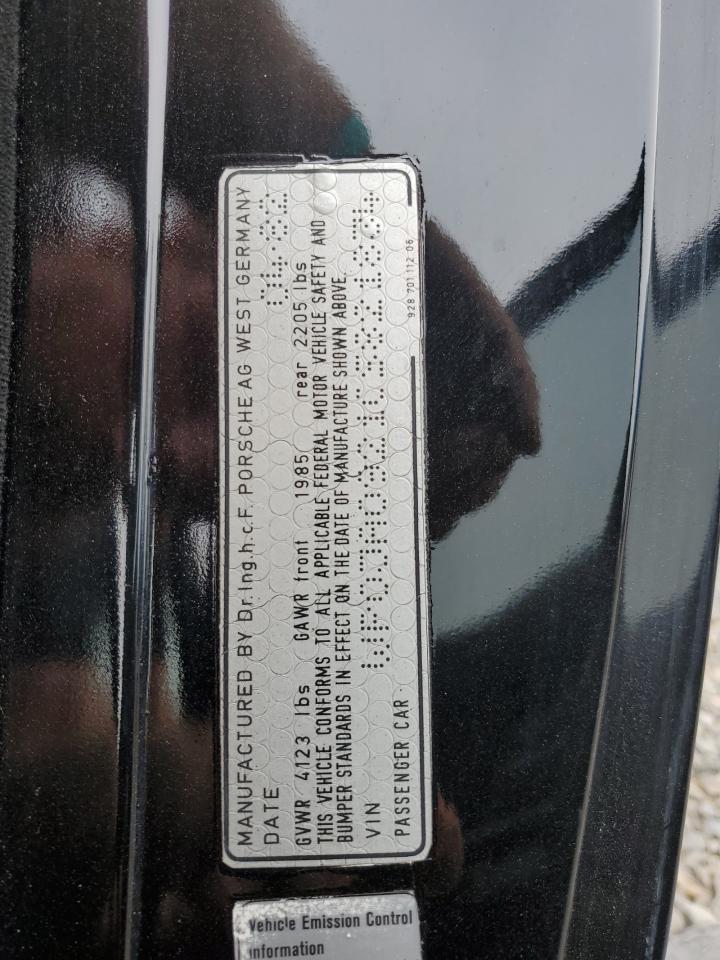 MANUFACTURED BY Dr.Ing.h.c.F. PORSCHE AG WEST GERMANY
DATE 04-82
GVWR 4123 lbs GAWR front 1985 rear 2205 lbs
THIS VEHICLE CONFORMS TO ALL APPLICABLE FEDERAL MOTOR VEHICLE SAFETY AND
BUMPER STANDARDS IN EFFECT ON THE DATE OF MANUFACTURE SHOWN ABOVE.
VIN
PASSENGER CAR
928 701 112 06
Vehicle Emission Control
Information